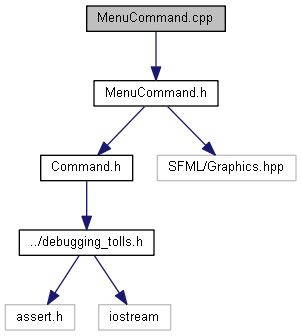 MenuCommand.cpp
MenuCommand.h
Command.h
SFML/Graphics.hpp
../debugging_tolls.h
assert.h
iostream